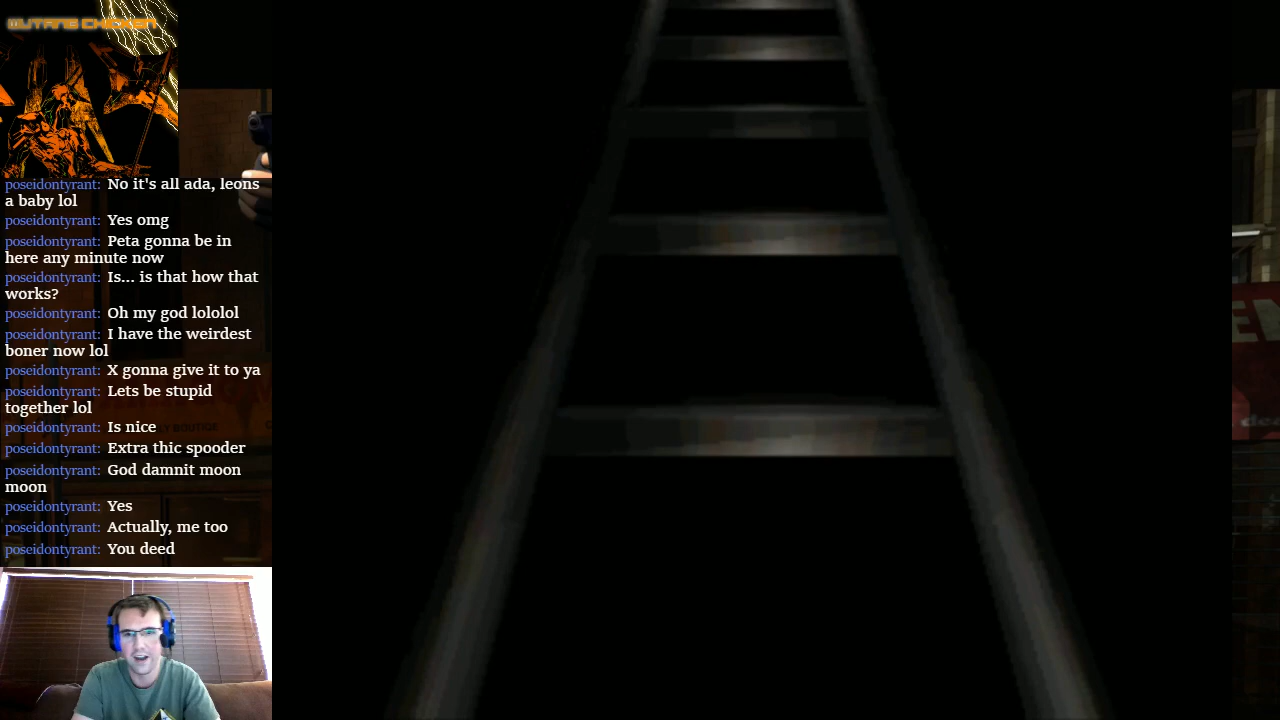 WUTANG CHICKEN
poseidontyrant: No it's all ada, leons
a baby lol
poseidontyrant: Yes omg
poseidontyrant: Peta gonna be in
here any minute now
poseidontyrant: Is... is that how that
works?
poseidontyrant: Oh my god lololol
poseidontyrant: I have the weirdest
boner now lol
poseidontyrant: X gonna give it to ya
poseidontyrant: Lets be stupid
together lol
poseidontyrant: Is nice
poseidontyrant: Extra thic spooder
poseidontyrant: God damnit moon
moon
poseidontyrant: Yes
poseidontyrant: Actually, me too
poseidontyrant: You deed